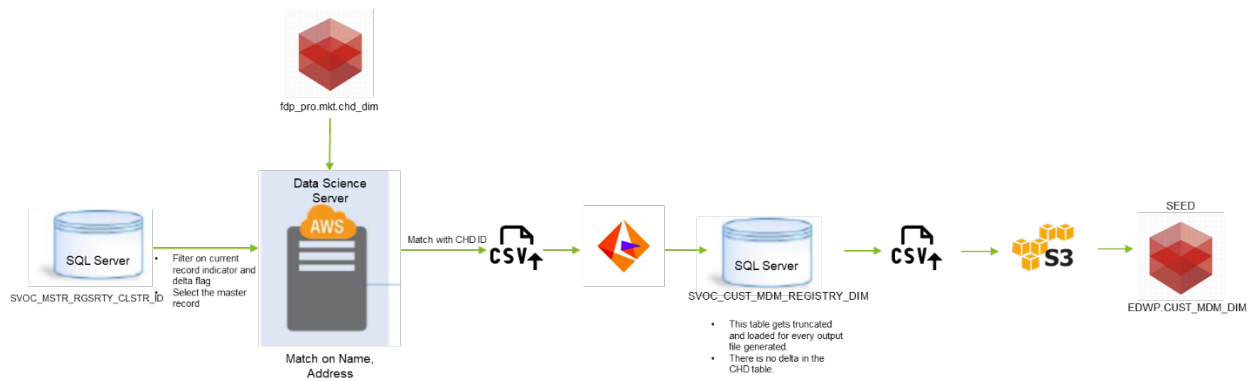 fdp_pro.mkt.chd_dim
Data Science
Server
AWS
SQL Server
SVOC_MSTR_RGSRTY_CLSTR_ID
• Filter on current
record indicator and
delta flag
• Select the master
record
Match on Name,
Address
Match with CHD ID
CSV
SQL Server
SVOC_CUST_MDM_REGISTRY_DIM
• This table gets truncated
and loaded for every output
file generated.
• There is no delta in the
CHD table.
CSV
S3
SEED
EDWP.CUST_MDM_DIM